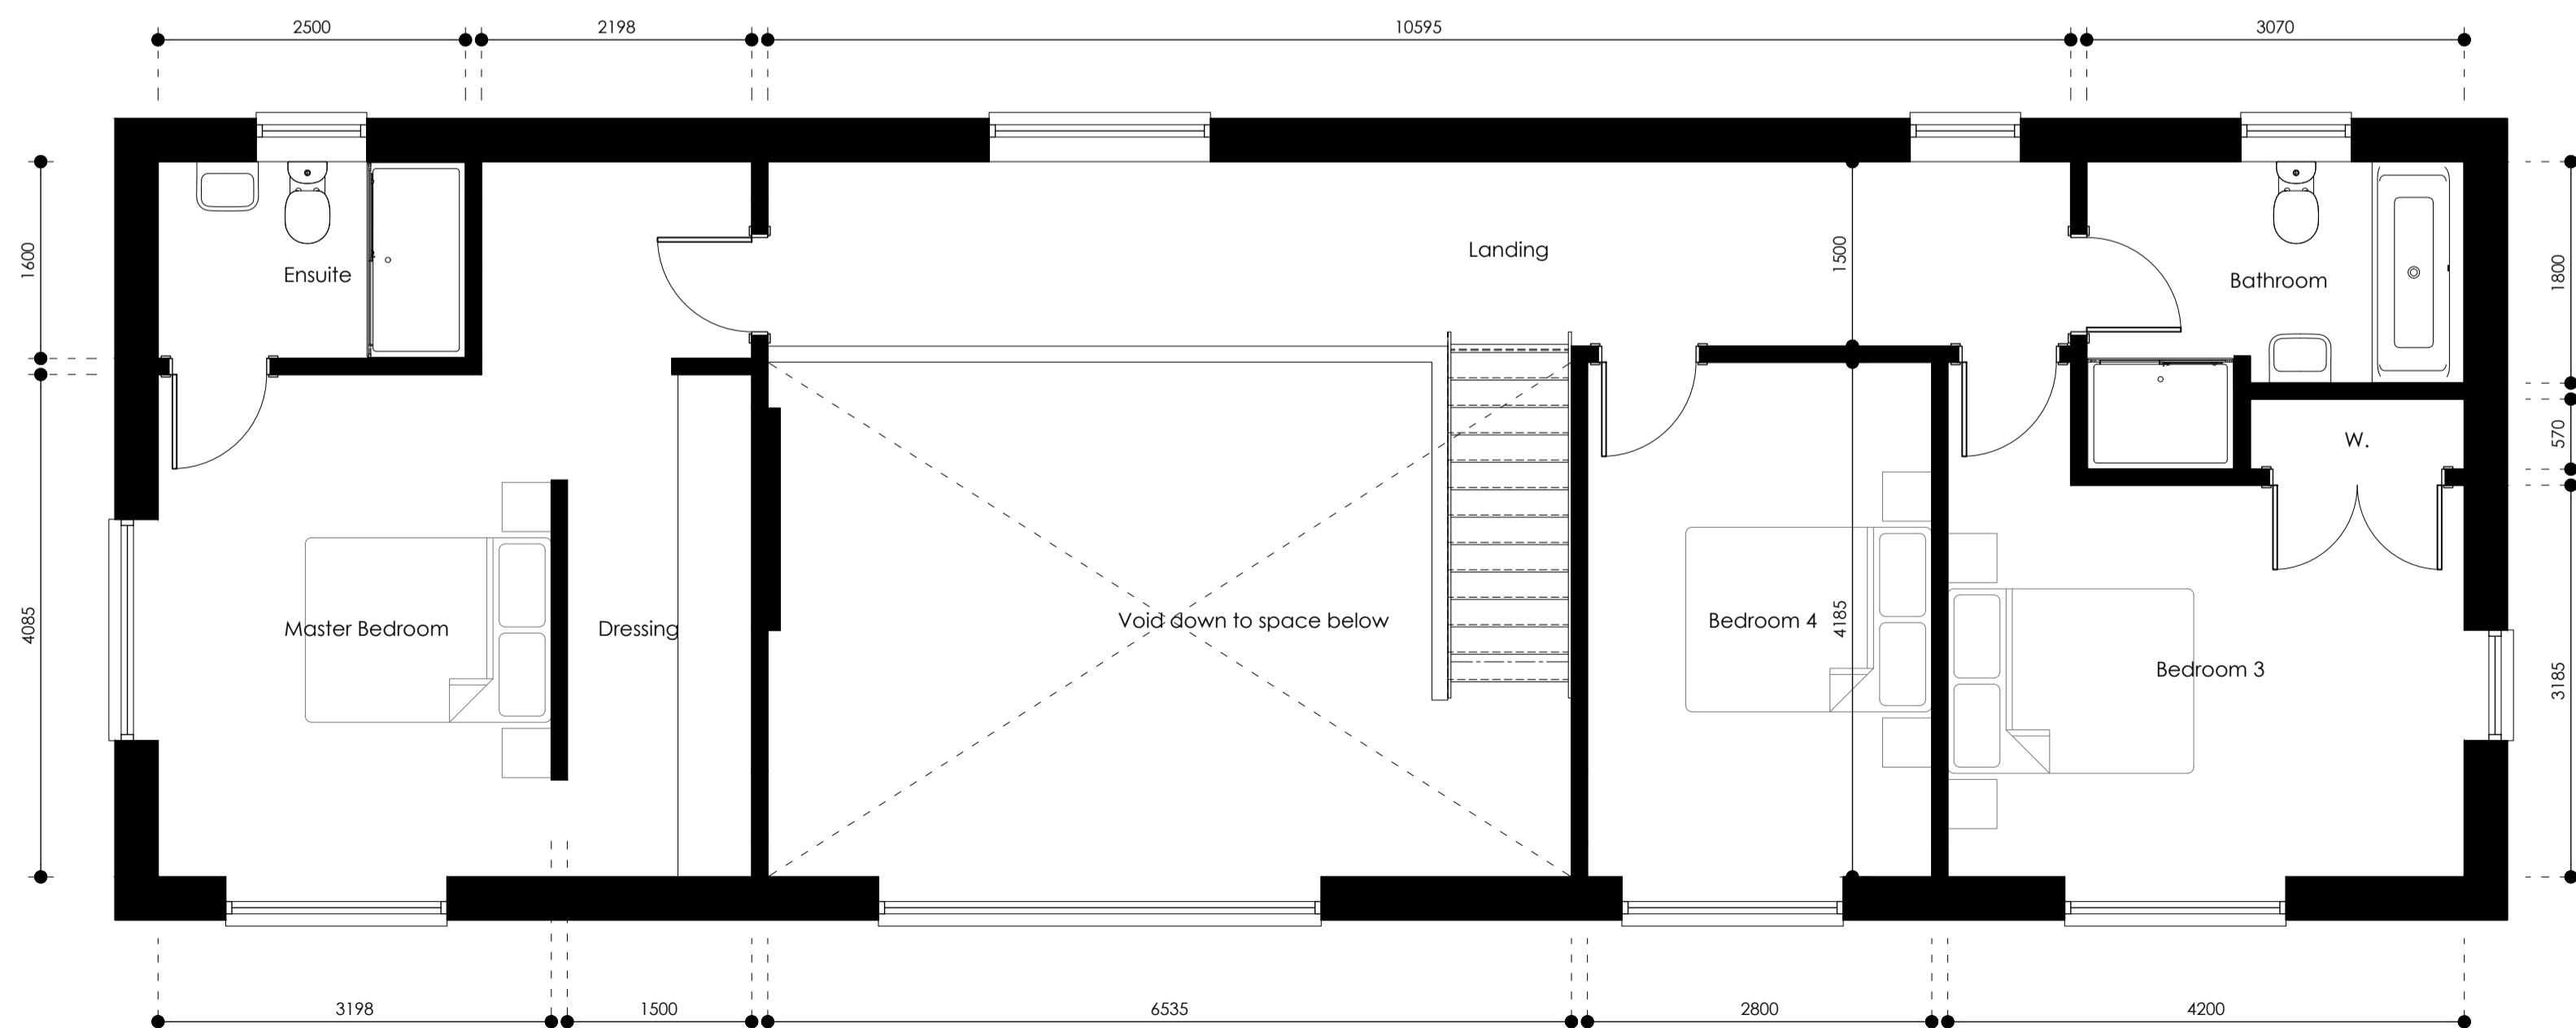 2500
2198
10595
3070
1600
Ensuite
Landing
1500
Bathroom
1800
W.
570
4085
Master Bedroom
Dressing
Void down to space below
Bedroom 4
4185
Bedroom 3
3185
3198
1500
6535
2800
4200